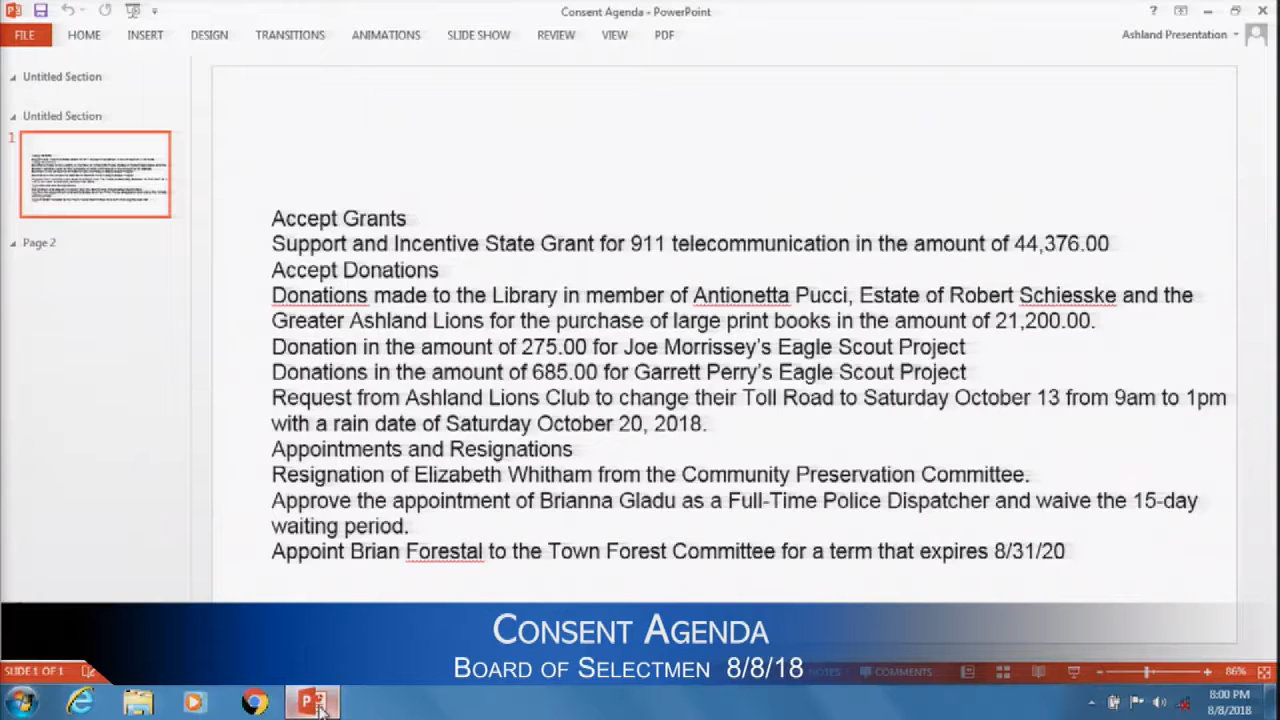 Consent Agenda - PowerPoint
FILE HOME INSERT DESIGN TRANSITIONS ANIMATIONS SLIDE SHOW REVIEW VIEW PDF Ashland Presentation
Untitled Section
Untitled Section
1
Page 2
Accept Grants
Support and Incentive State Grant for 911 telecommunication in the amount of 44,376.00
Accept Donations
Donations made to the Library in member of Antionetta Pucci, Estate of Robert Schiesske and the
Greater Ashland Lions for the purchase of large print books in the amount of 21,200.00.
Donation in the amount of 275.00 for Joe Morrissey's Eagle Scout Project
Donations in the amount of 685.00 for Garrett Perry's Eagle Scout Project
Request from Ashland Lions Club to change their Toll Road to Saturday October 13 from 9am to 1pm
with a rain date of Saturday October 20, 2018.
Appointments and Resignations
Resignation of Elizabeth Whitham from the Community Preservation Committee.
Approve the appointment of Brianna Gladu as a Full-Time Police Dispatcher and waive the 15-day
waiting period.
Appoint Brian Forestal to the Town Forest Committee for a term that expires 8/31/20
CONSENT AGENDA
BOARD OF SELECTMEN 8/8/18
SLIDE 1 OF 1 NOTES COMMENTS 86%
8:00 PM
8/8/2018